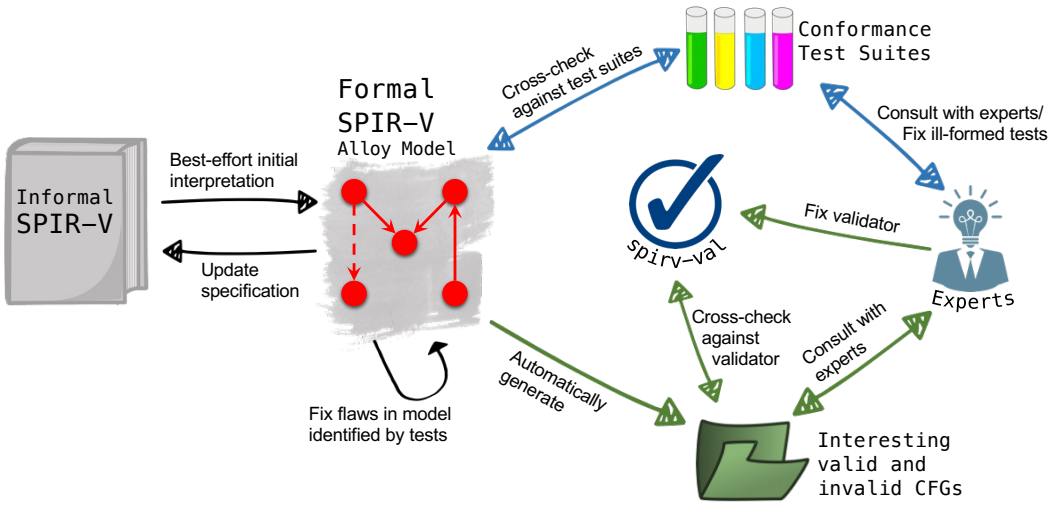 Informal
SPIR–V
Best-effort initial
interpretation
Update
specification
Formal
SPIR–V
Alloy Model
Fix flaws in model
identified by tests
Cross-check
against test suites
Conformance
Test Suites
Consult with experts/
Fix ill-formed tests
spirv-val
Fix validator
Experts
Cross-check
against
validator
Consult with
experts
Automatically
generate
Interesting
valid and
invalid CFGs